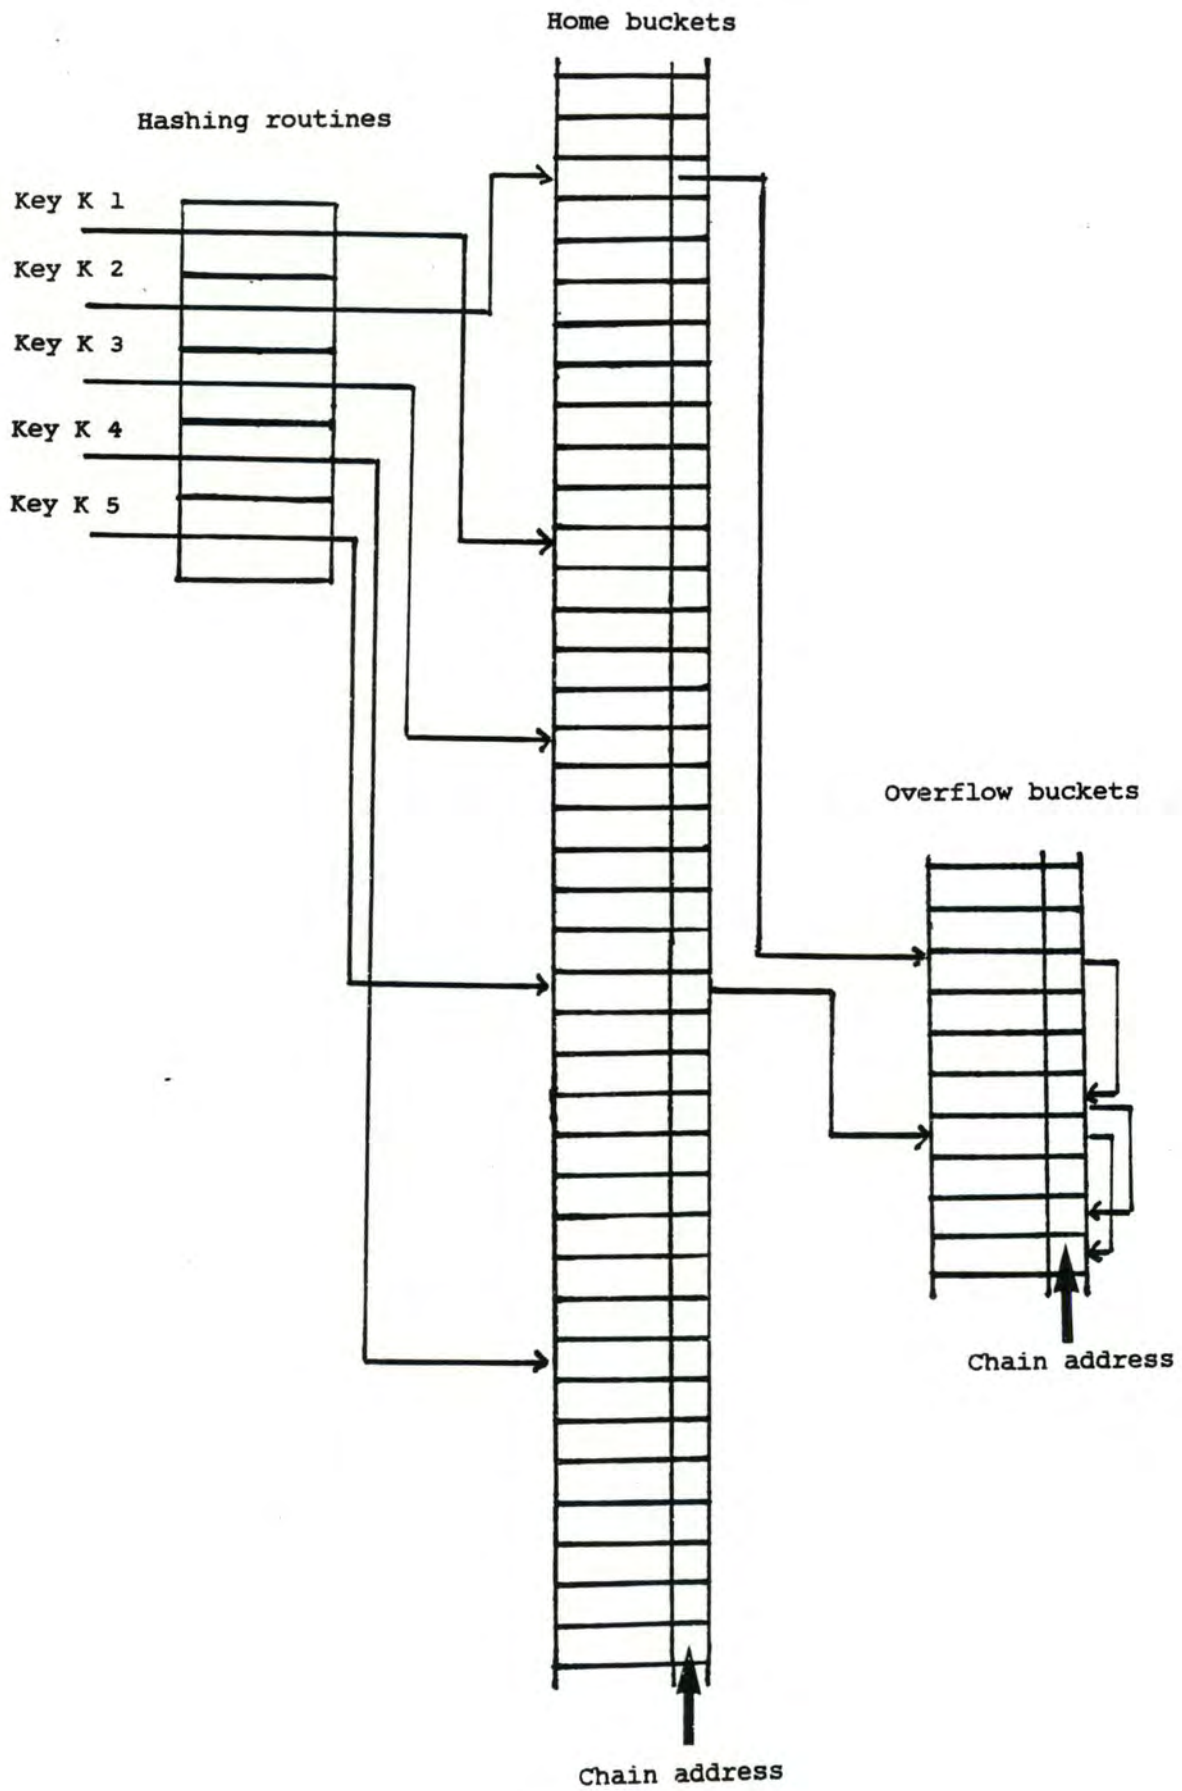 Home buckets
Hashing routines
Key K 1
Key K 2
Key K 3
Key K 4
Key K 5
Overflow buckets
Chain address
Chain address